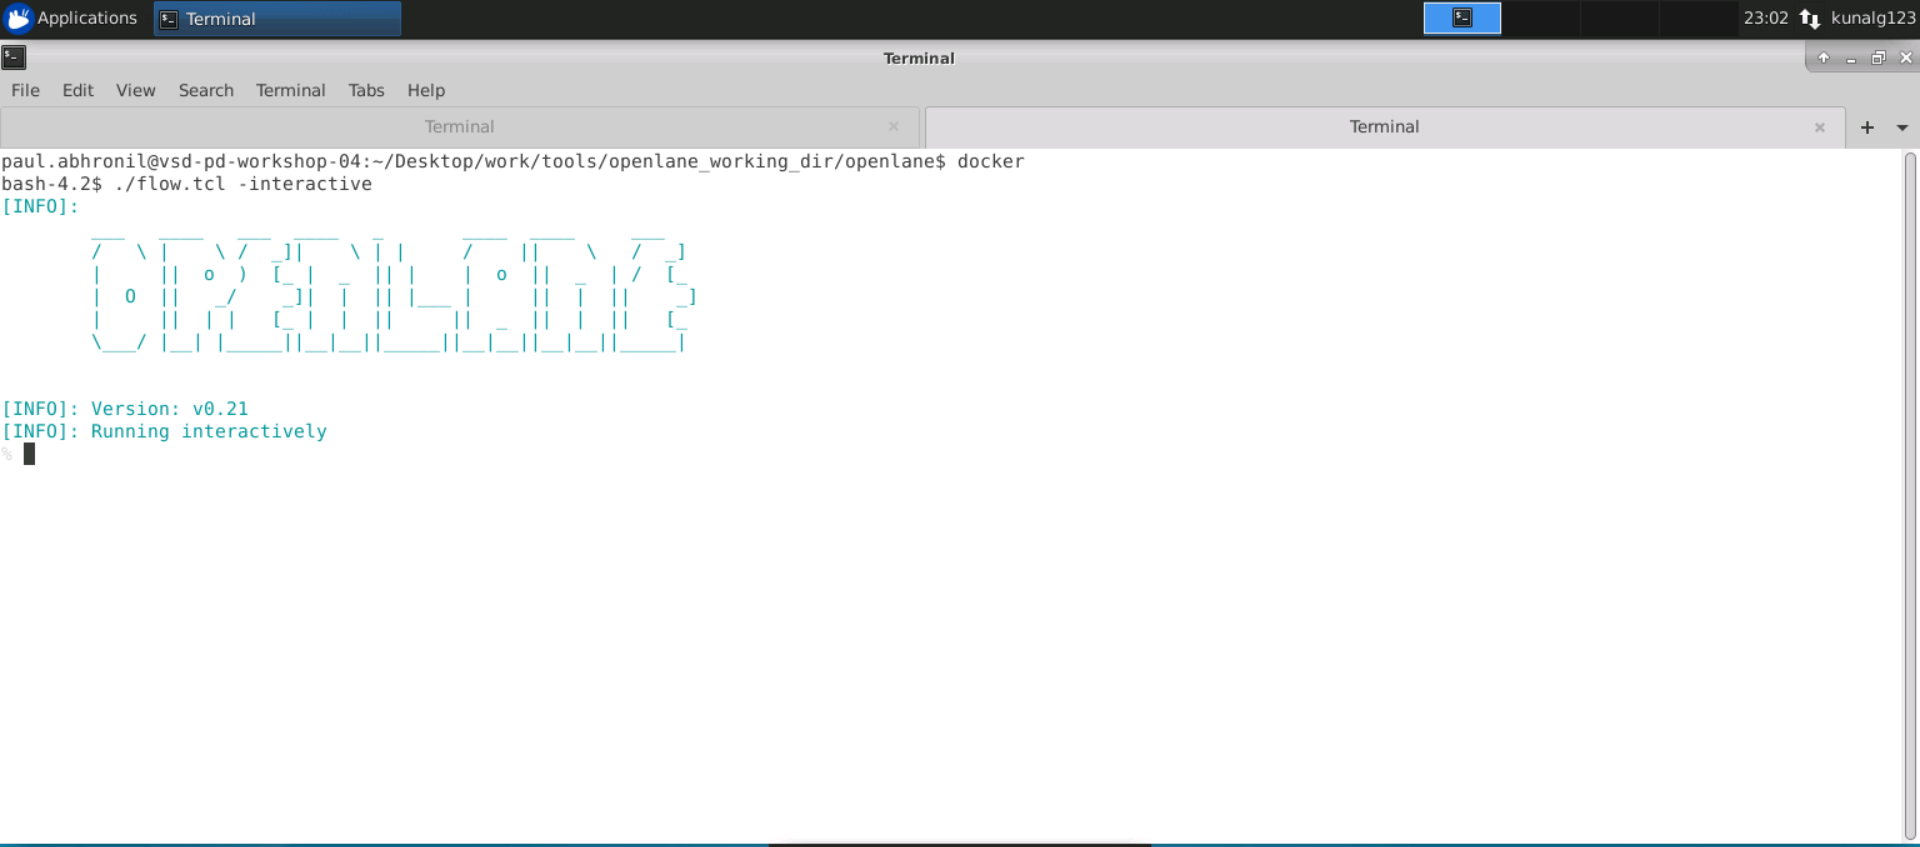 Applications Terminal 23:02 kunalg123
Terminal
File Edit View Search Terminal Tabs Help
Terminal Terminal
paul.abhronil@vsd-pd-workshop-04:~/Desktop/work/tools/openlane_working_dir/openlane$ docker
bash-4.2$ ./flow.tcl -interactive
[INFO]:
OPENLANE
[INFO]: Version: v0.21
[INFO]: Running interactively
%